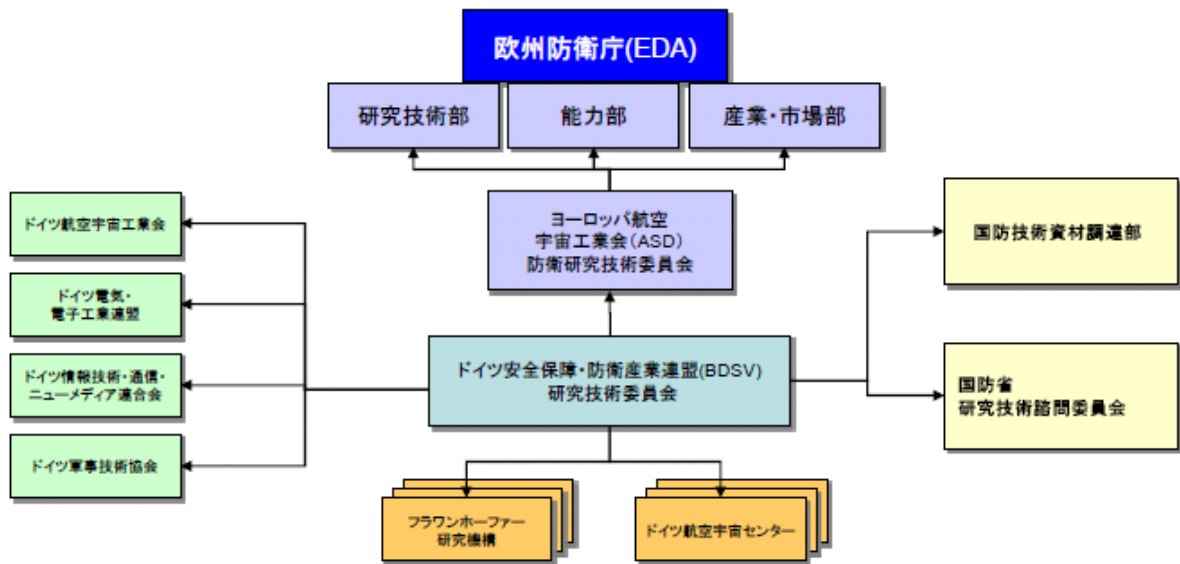 欧州防衛庁(EDA)
研究技術部
能力部
産業・市場部
ヨーロッパ航空
宇宙工業会(ASD)
防衛研究技術委員会
ドイツ航空宇宙工業会
ドイツ電気・
電子工業連盟
ドイツ情報技術・通信・
ニューメディア連合会
ドイツ軍事技術協会
ドイツ安全保障・防衛産業連盟(BDSV)
研究技術委員会
国防技術資材調達部
国防省
研究技術諮問委員会
フラワンホーファー
研究機構
ドイツ航空宇宙センター